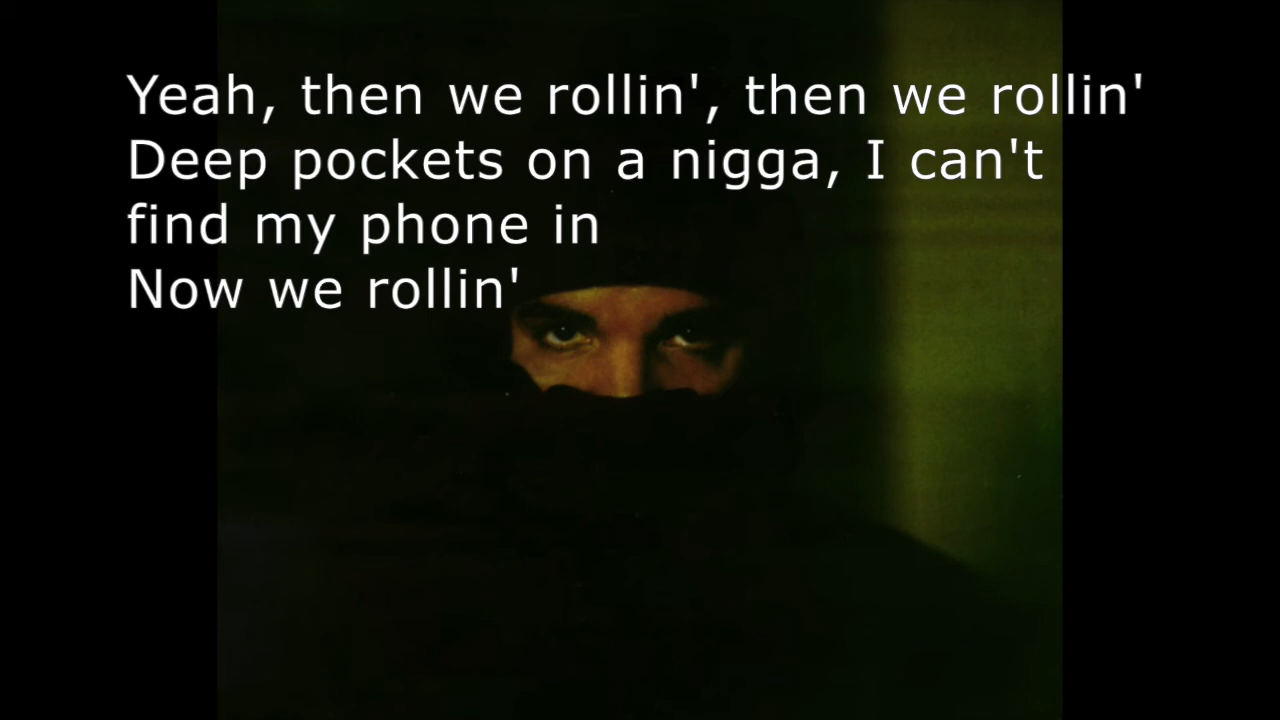 Yeah, then we rollin', then we rollin'
Deep pockets on a nigga, I can't
find my phone in
Now we rollin'